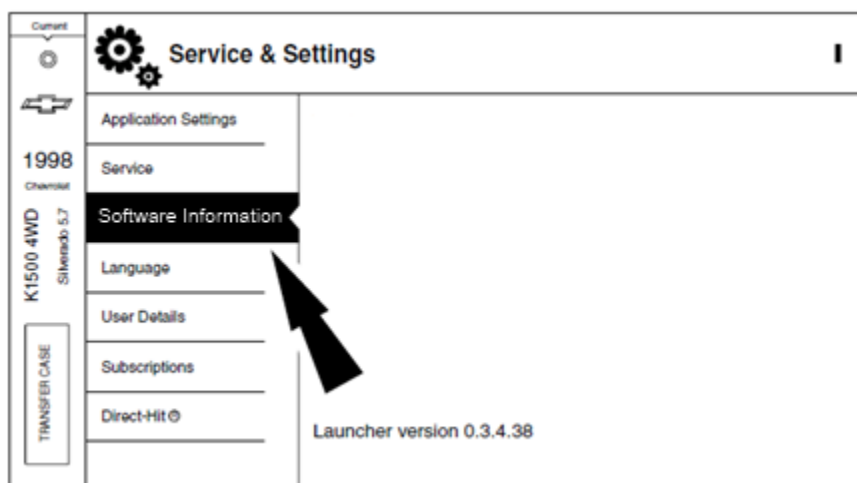 Current
Service & Settings
1998
Chevrolet
K1500 4WD
Silverado 5.7
TRANSFER CASE
Application Settings
Service
Software Information
Language
User Details
Subscriptions
Direct-Hit
Launcher version 0.3.4.38